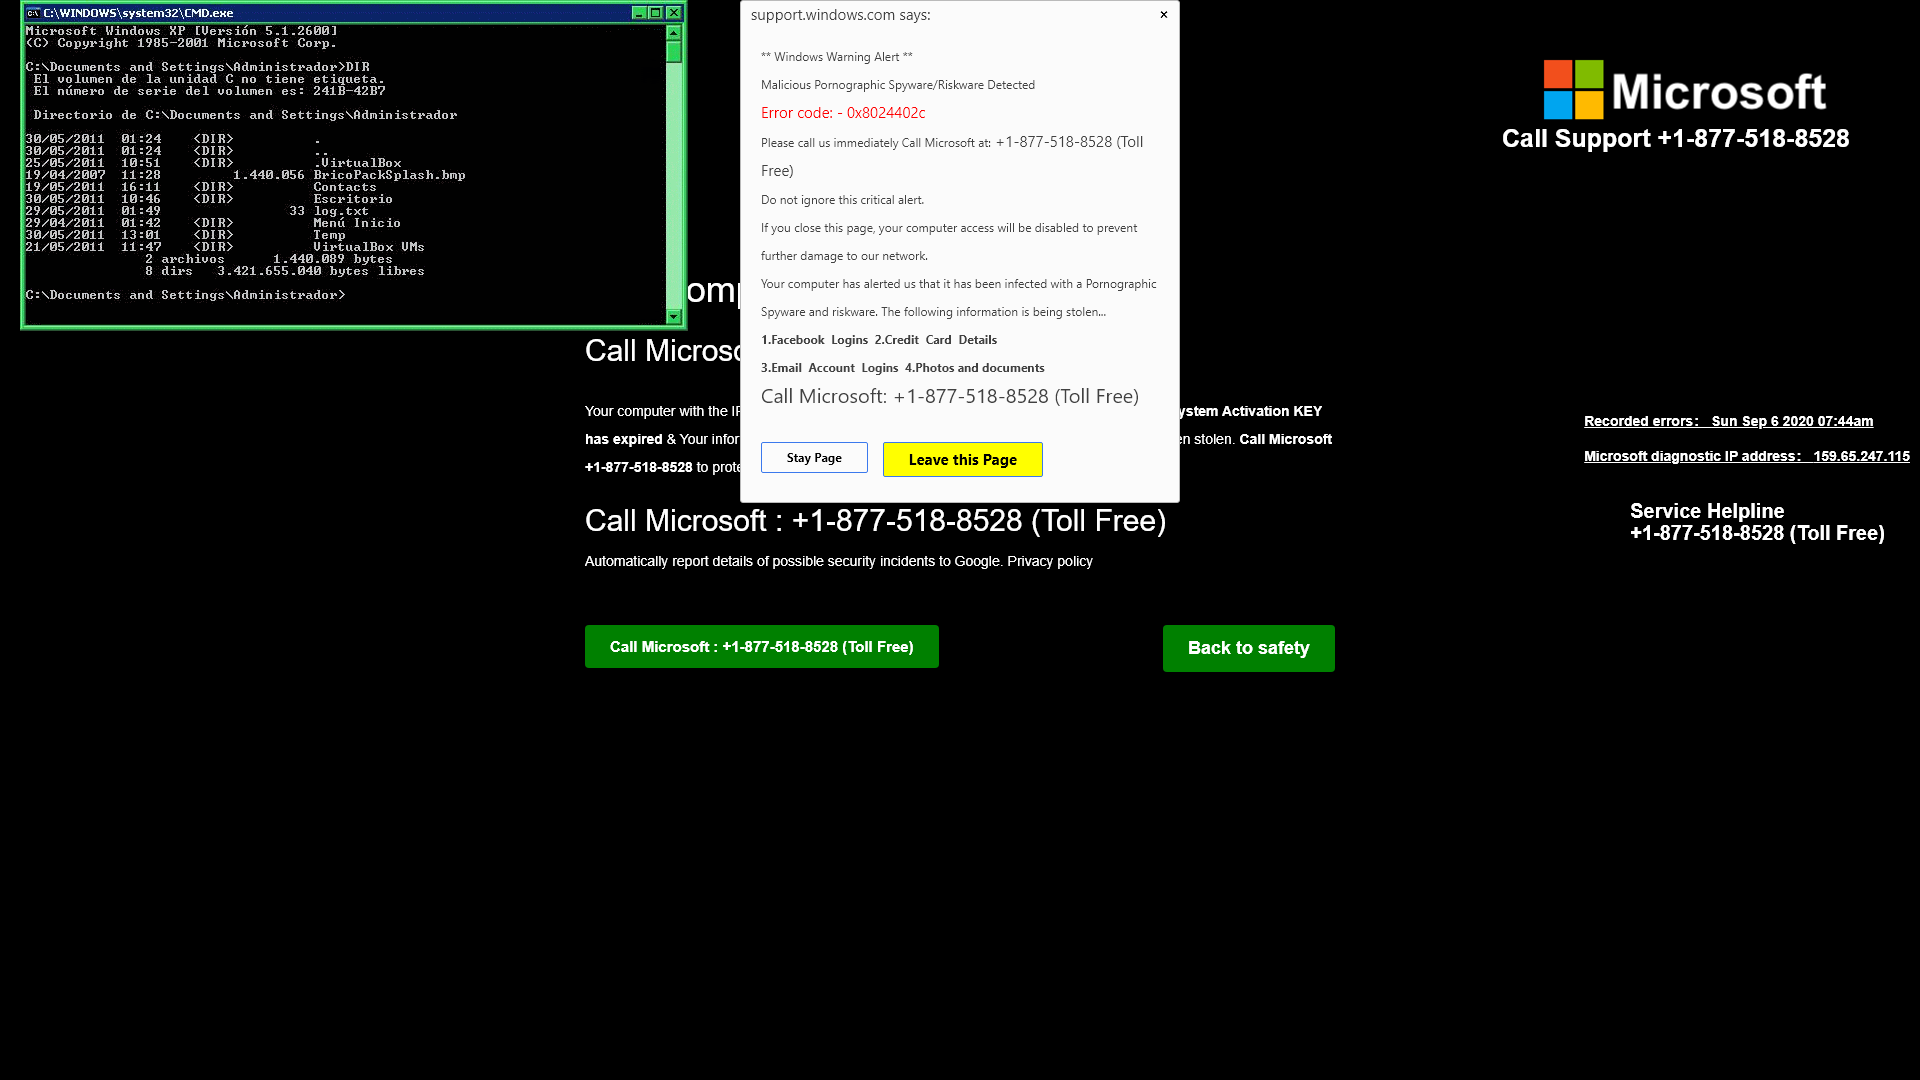 C:\WINDOWS\system32\CMD.exe
Microsoft Windows XP [Versión 5.1.2600]
(C) Copyright 1985-2001 Microsoft Corp.
C:\Documents and Settings\Administrador>DIR
El volumen de la unidad C no tiene etiqueta.
El número de serie del volumen es: 241B-42B7
Directorio de C:\Documents and Settings\Administrador
30/05/2011 01:24 <DIR> .
30/05/2011 01:24 <DIR> ..
25/05/2011 10:51 <DIR> .VirtualBox
19/04/2007 11:28 1.440.056 BricoPackSplash.bmp
19/05/2011 16:11 <DIR> Contacts
30/05/2011 10:46 <DIR> Escritorio
29/05/2011 01:49 33 log.txt
29/04/2011 01:42 <DIR> Menú Inicio
30/05/2011 13:01 <DIR> Temp
21/05/2011 11:47 <DIR> VirtualBox VMs
2 archivos 1.440.089 bytes
8 dirs 3.421.655.040 bytes libres
C:\Documents and Settings\Administrador>
support.windows.com says:
×
** Windows Warning Alert **
Malicious Pornographic Spyware/Riskware Detected
Error code: - 0x8024402c
Please call us immediately Call Microsoft at: +1-877-518-8528 (Toll
Free)
Do not ignore this critical alert.
If you close this page, your computer access will be disabled to prevent
further damage to our network.
Your computer has alerted us that it has been infected with a Pornographic
Spyware and riskware. The following information is being stolen...
1.Facebook Logins 2.Credit Card Details
3.Email Account Logins 4.Photos and documents
Call Microsoft: +1-877-518-8528 (Toll Free)
Stay Page
Leave this Page
Microsoft
Call Support +1-877-518-8528
Call
Your computer with the
System Activation KEY
has expired & Your
stolen. Call Microsoft
+1-877-518-8528 to
Call Microsoft : +1-877-518-8528 (Toll Free)
Automatically report details of possible security incidents to Google. Privacy policy
Call Microsoft : +1-877-518-8528 (Toll Free)
Back to safety
Recorded errors: Sun Sep 6 2020 07:44am
Microsoft diagnostic IP address: 159.65.247.115
Service Helpline
+1-877-518-8528 (Toll Free)